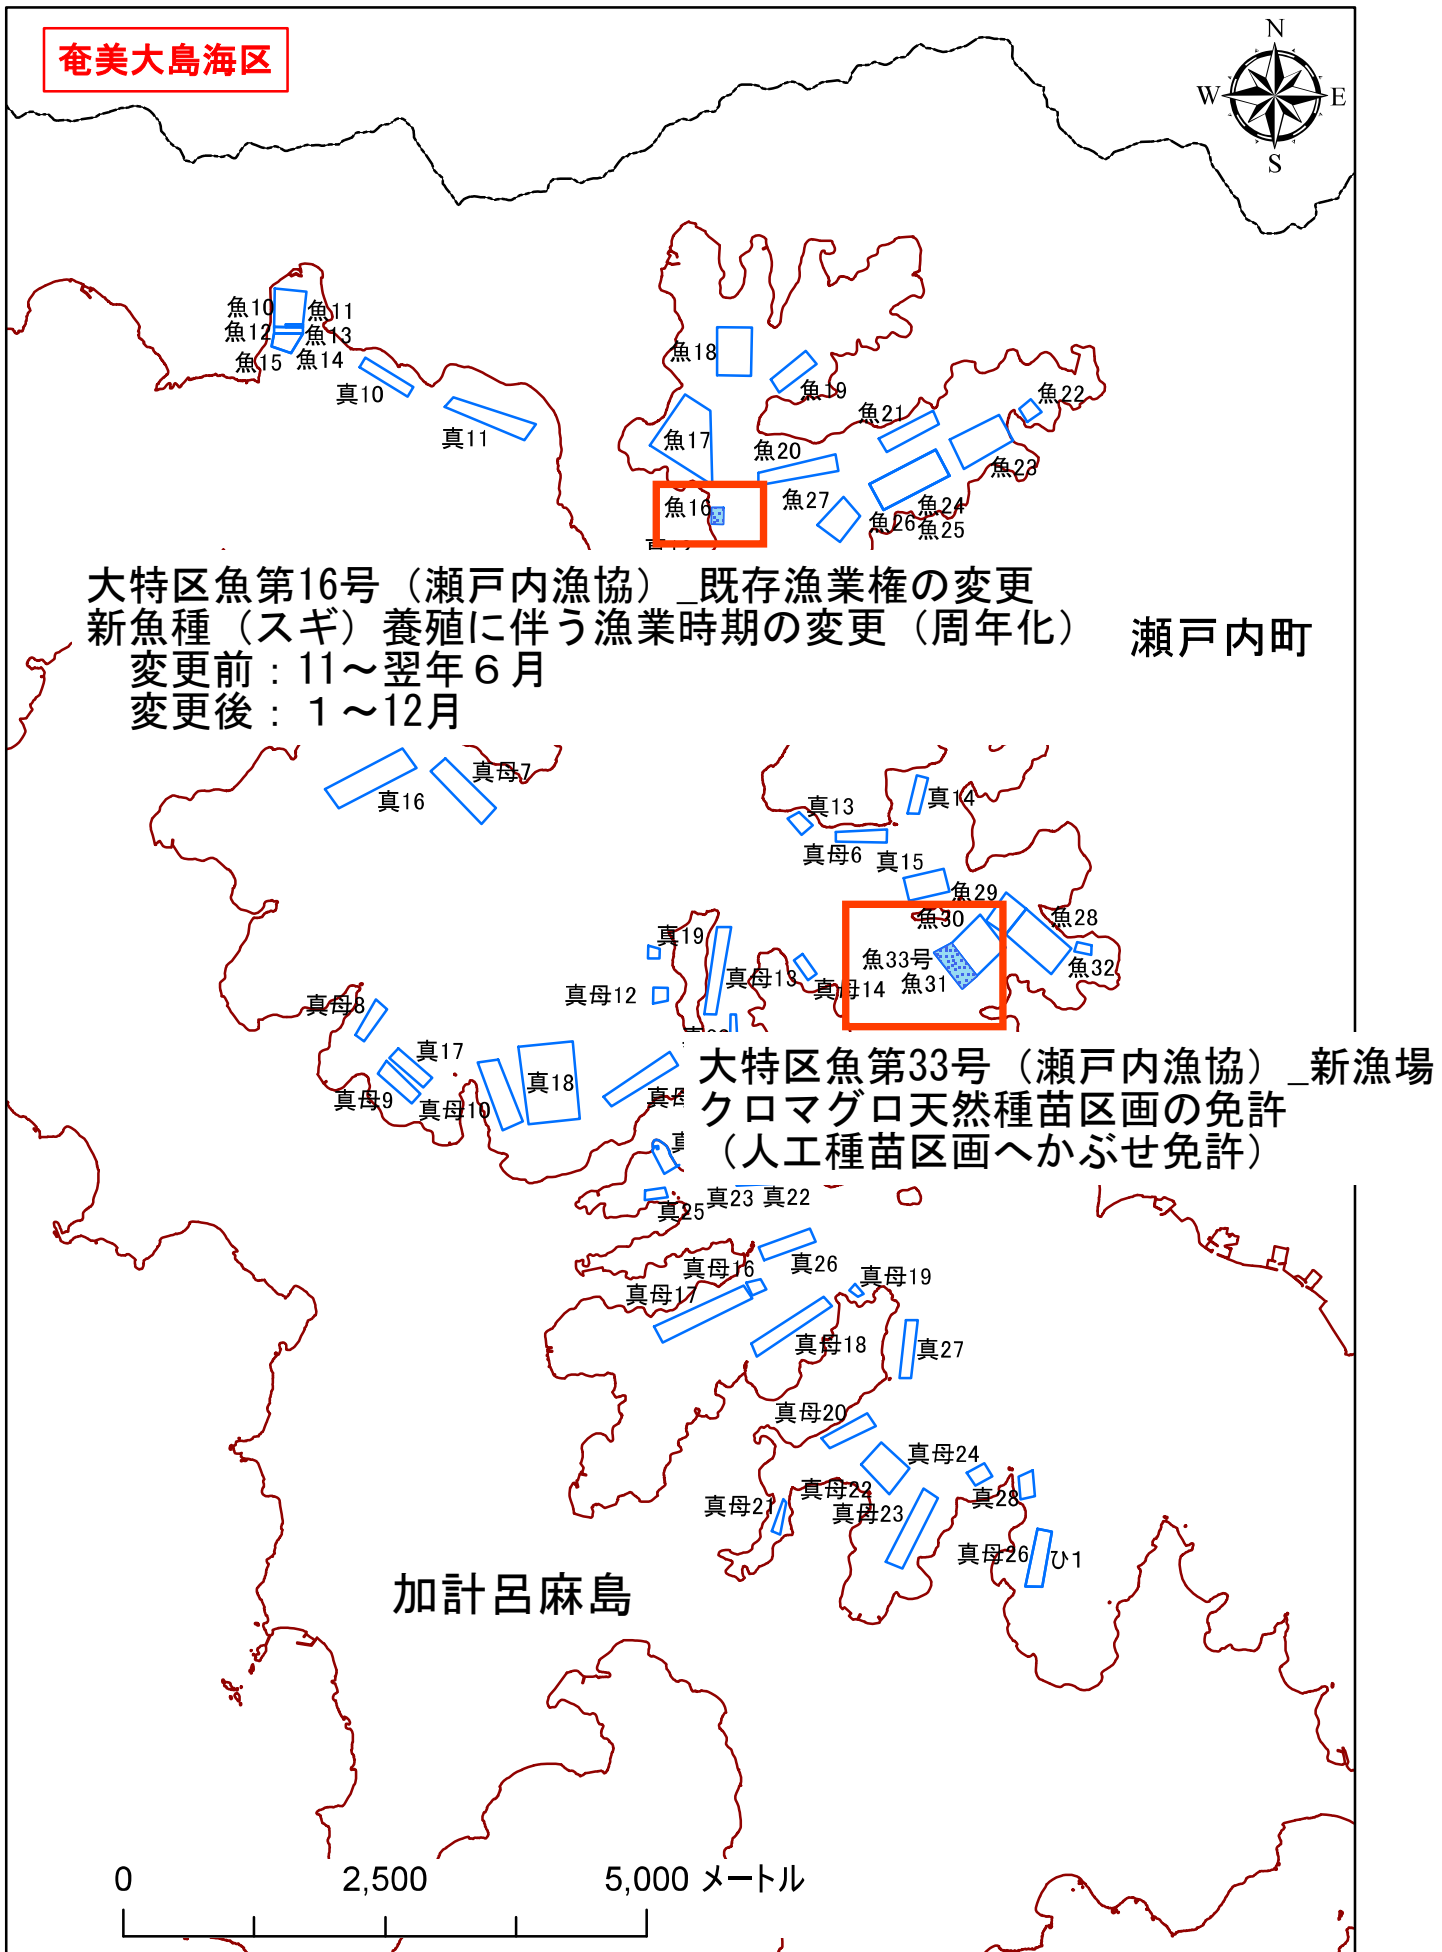 奄美大島海区
N
W
E
S
魚10
魚11
魚12
魚13
魚14
魚15
真10
真11
魚18
魚19
魚17
魚20
魚21
魚22
魚23
魚24
魚25
魚26
魚27
魚16
大特区魚第16号（瀬戸内漁協）_既存漁業権の変更
新魚種（スギ）養殖に伴う漁業時期の変更（周年化）
変更前：11～翌年６月
変更後：１～12月
瀬戸内町
真16
真母7
真13
真14
真母6
真15
魚29
魚30
魚28
魚33号
魚31
魚32
真19
真母12
真母13
真母14
真母8
真17
真母9
真母10
真18
大特区魚第33号（瀬戸内漁協）_新漁場
クロマグロ天然種苗区画の免許
（人工種苗区画へかぶせ免許）
真25
真23
真22
真26
真母16
真母17
真母18
真母19
真27
真母20
真母24
真母22
真母21
真母23
真28
真母26
ひ1
加計呂麻島
0
2,500
5,000 メートル